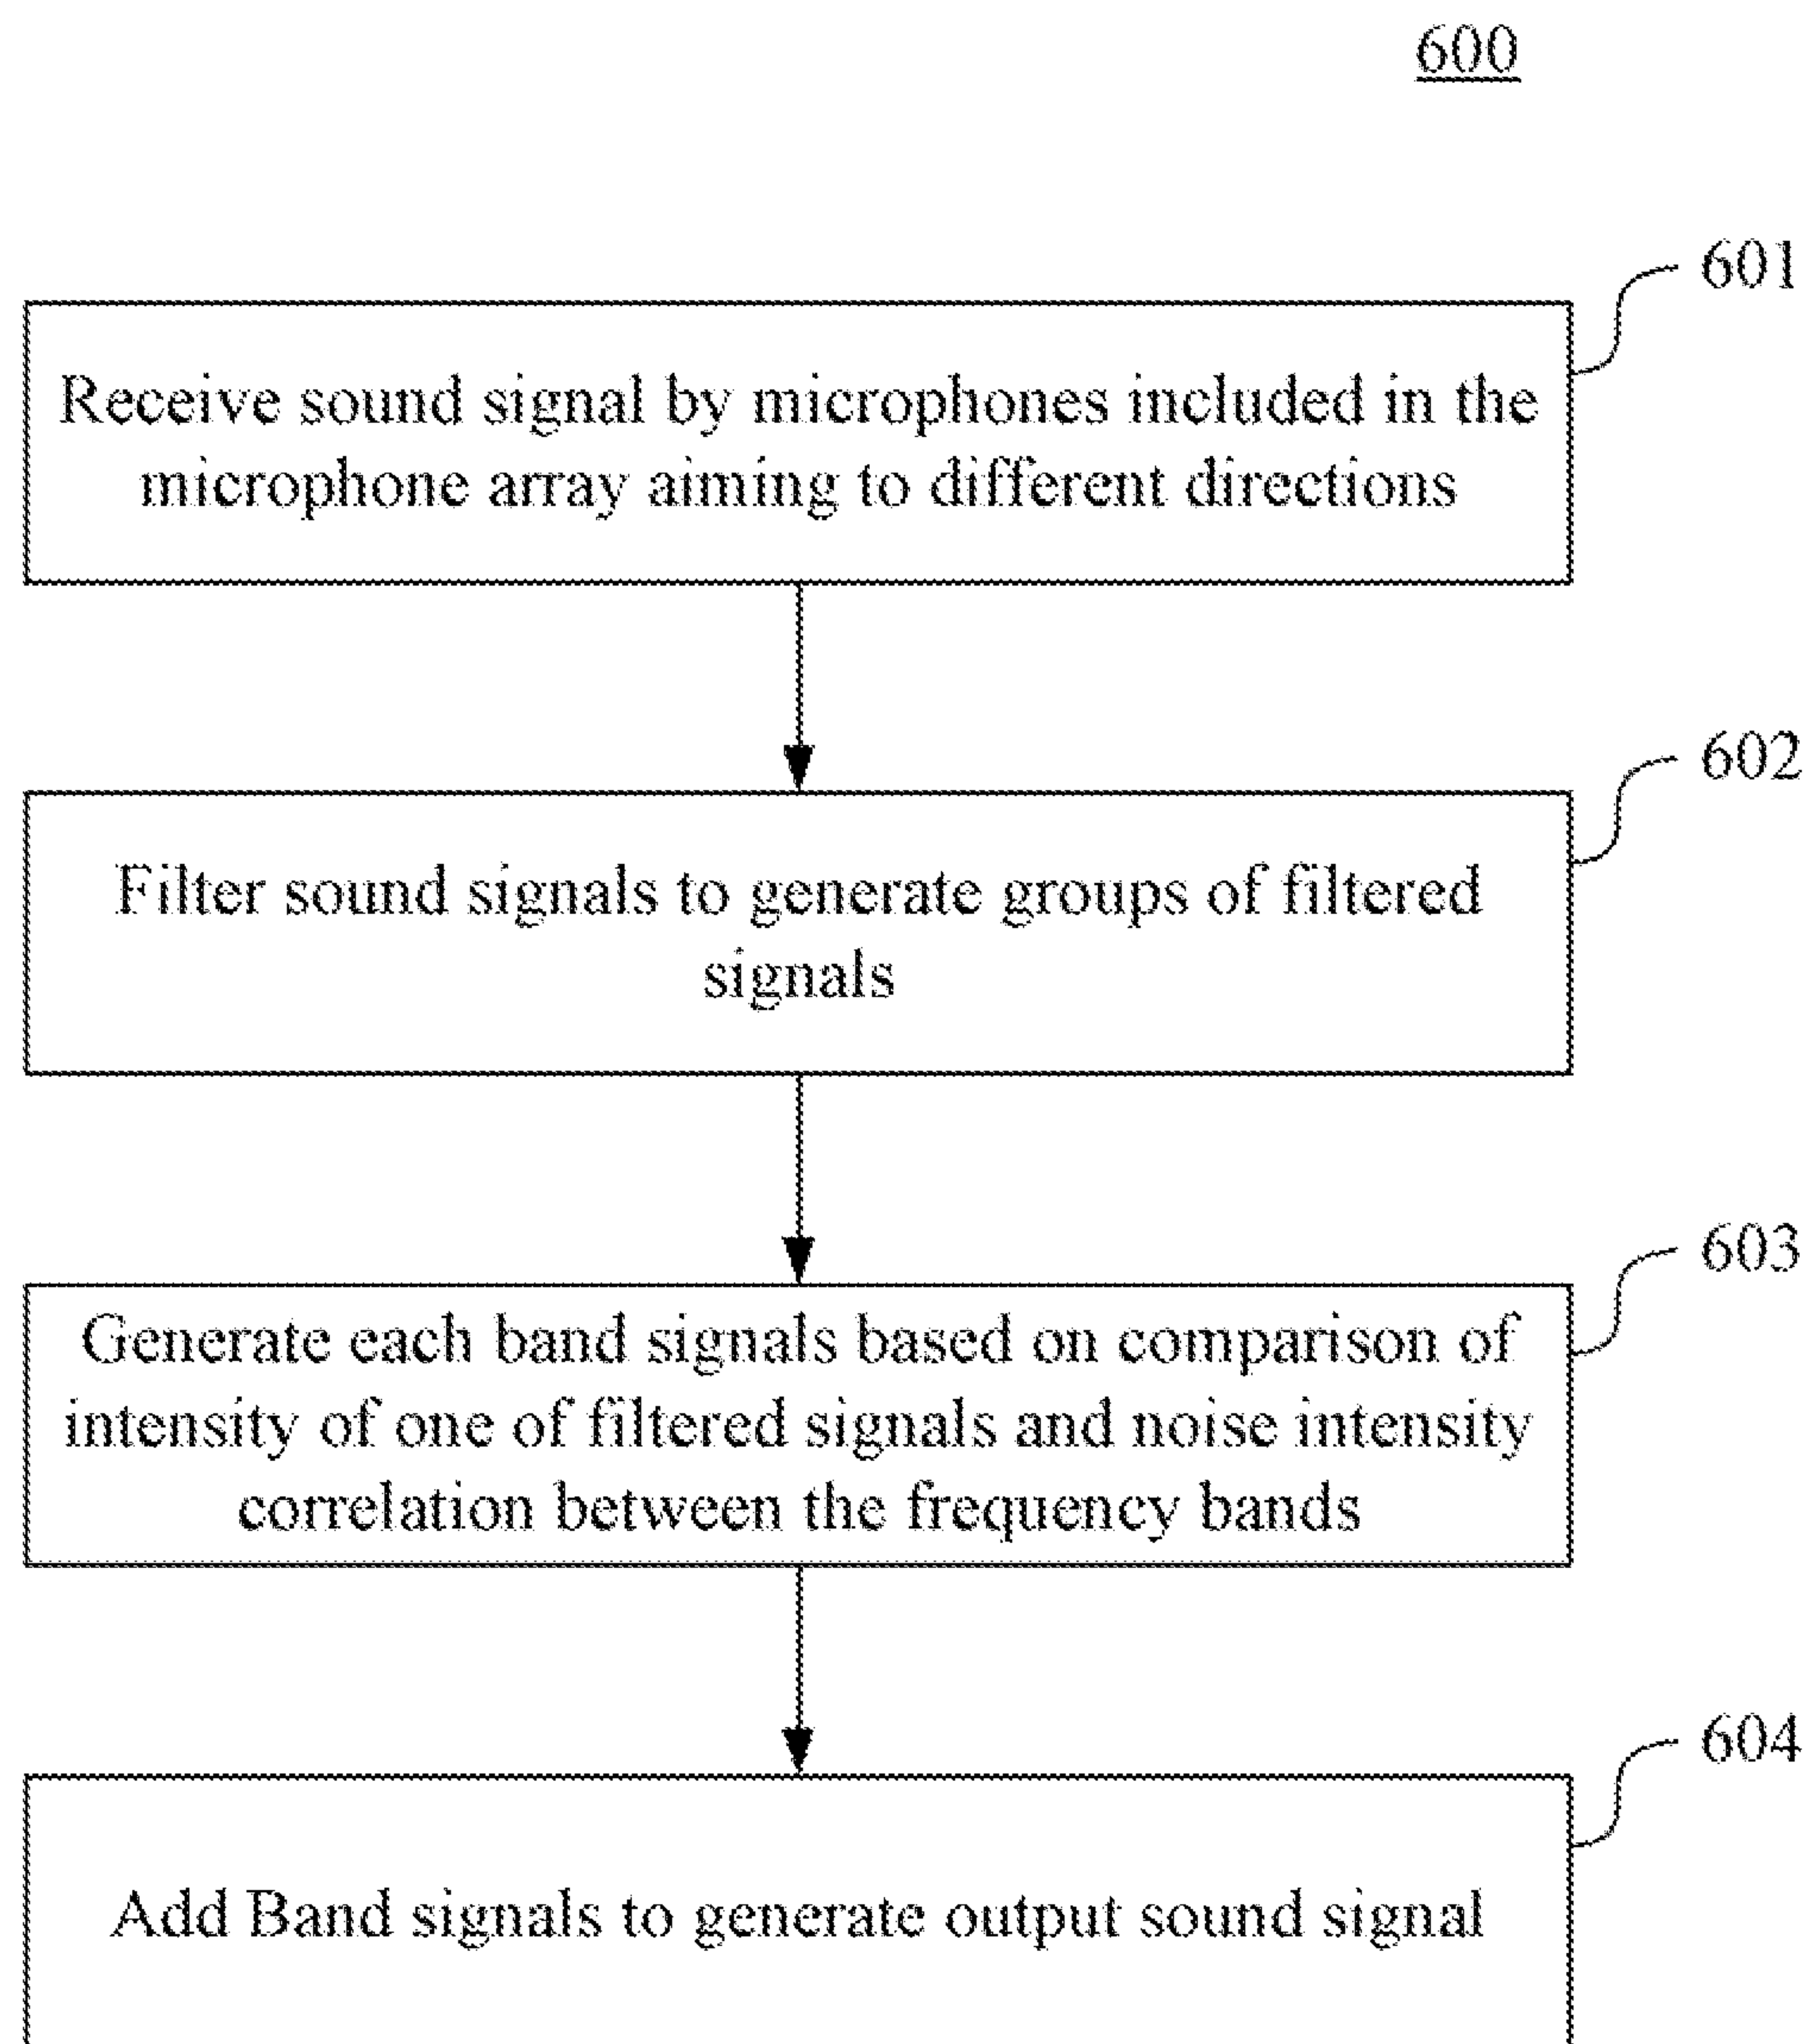 600
601
Receive sound signal by microphones included in the
microphone array aiming to different directions
602
Filter sound signals to generate groups of filtered
signals
603
Generate each band signals based on comparison of
intensity of one of filtered signals and noise intensity
correlation between the frequency bands
604
Add Band signals to generate output sound signal